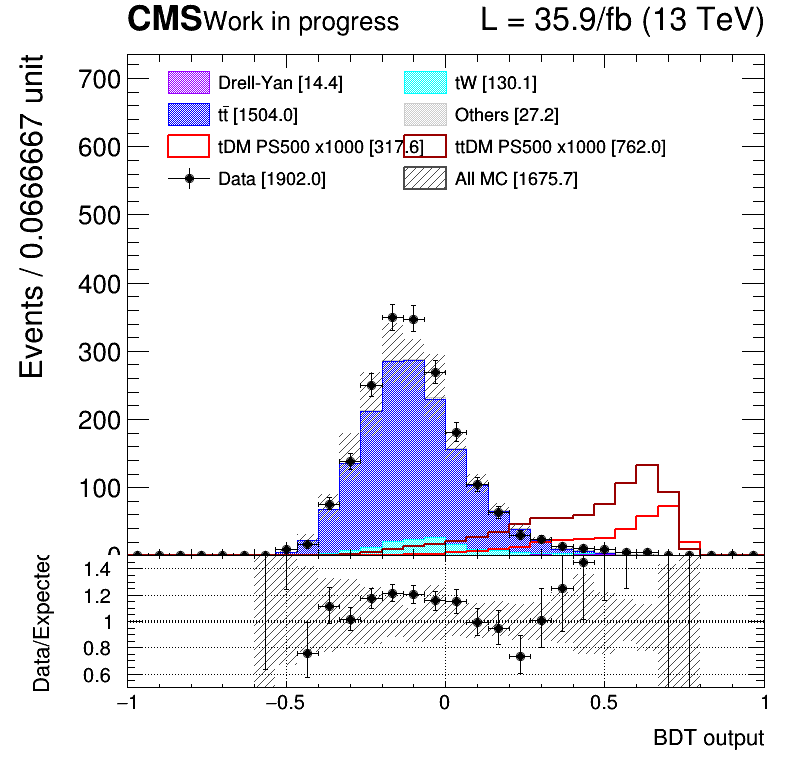 CMS Work in progress L = 35.9/fb (13 TeV)
Events / 0.0666667 unit
700
600
500
400
300
200
100
0
Drell-Yan [14.4] tW [130.1]
tt̄ [1504.0] Others [27.2]
tDM PS500 x1000 [317.6] ttDM PS500 x1000 [762.0]
Data [1902.0] All MC [1675.7]
Data/Expected
1.4
1.2
1
0.8
0.6
−1 −0.5 0 0.5 1
BDT output